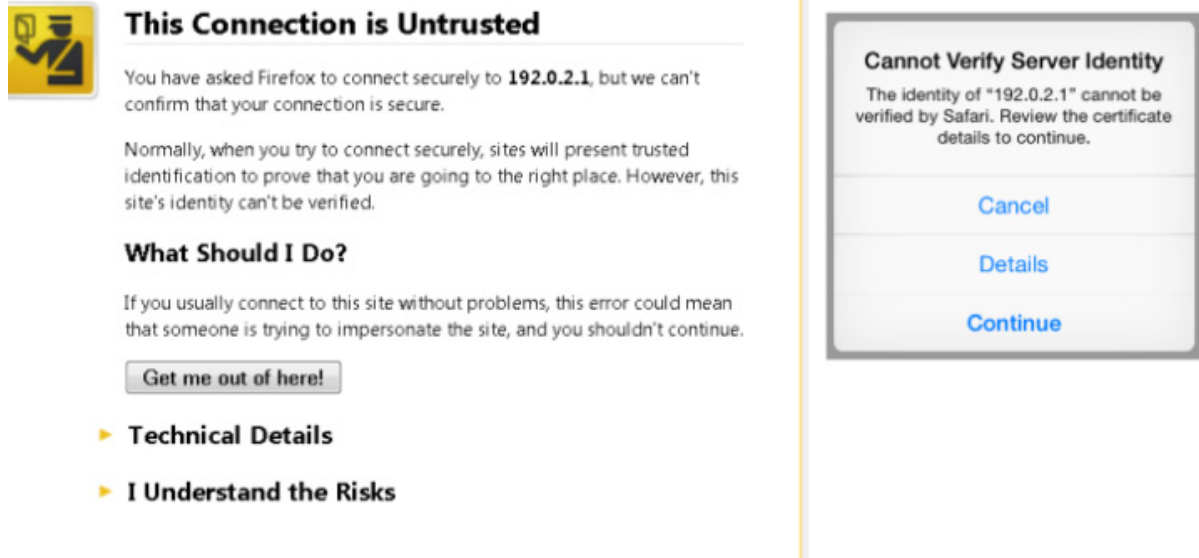 This Connection is Untrusted
You have asked Firefox to connect securely to 192.0.2.1, but we can't
confirm that your connection is secure.
Normally, when you try to connect securely, sites will present trusted
identification to prove that you are going to the right place. However, this
site's identity can't be verified.
What Should I Do?
If you usually connect to this site without problems, this error could mean
that someone is trying to impersonate the site, and you shouldn't continue.
Get me out of here!
Technical Details
I Understand the Risks
Cannot Verify Server Identity
The identity of "192.0.2.1" cannot be
verified by Safari. Review the certificate
details to continue.
Cancel
Details
Continue